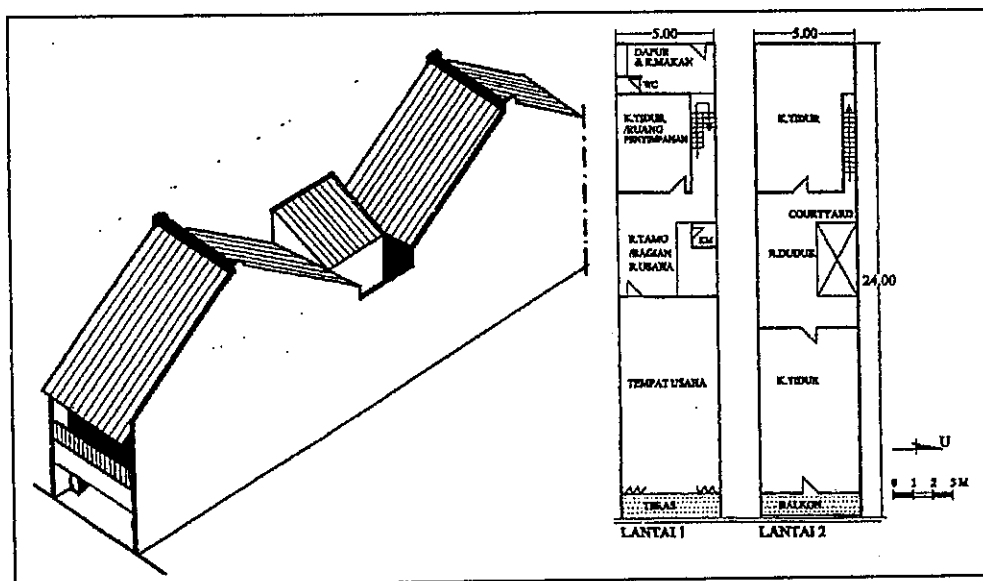 5.00
DAPUR
& R.MAKAN
WC
K.TIDUR
/RUANG
PENYIMPANAN
R.TAMU
/BAGIAN
R.USAHA
KM
TEMPAT USAHA
TERAS
LANTAI 1
5.00
K.TIDUR
COURTYARD
R.DUDUK
24.00
K.TIDUR
BALKON
LANTAI 2
U
0 1 2 5 M